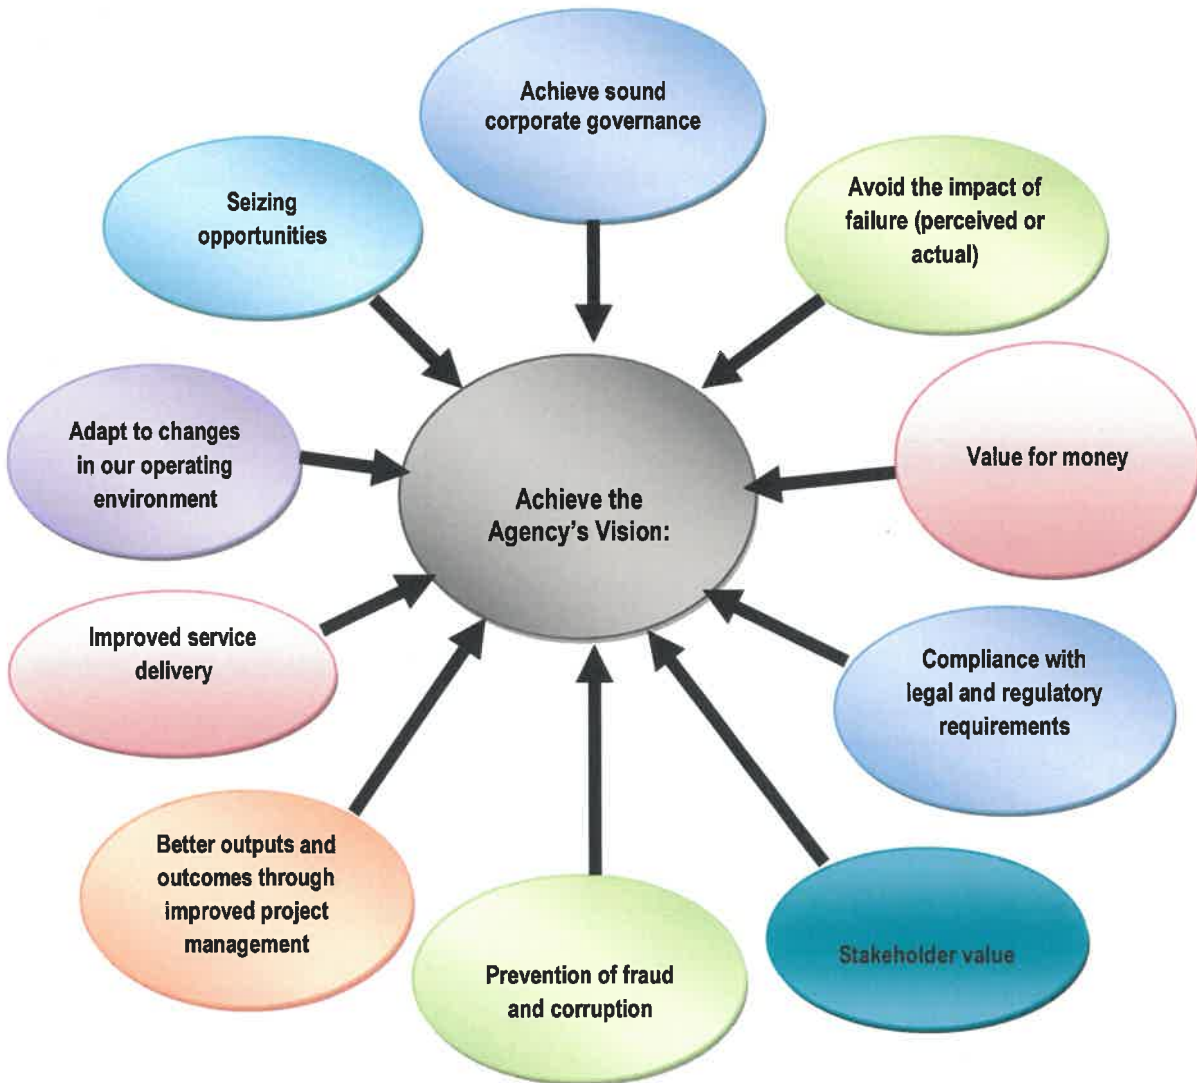 Achieve sound
corporate governance
Avoid the impact of
failure (perceived or
actual)
Value for money
Compliance with
legal and regulatory
requirements
Stakeholder value
Prevention of fraud
and corruption
Better outputs and
outcomes through
improved project
management
Improved service
delivery
Adapt to changes
in our operating
environment
Seizing
opportunities
Achieve the
Agency's Vision: